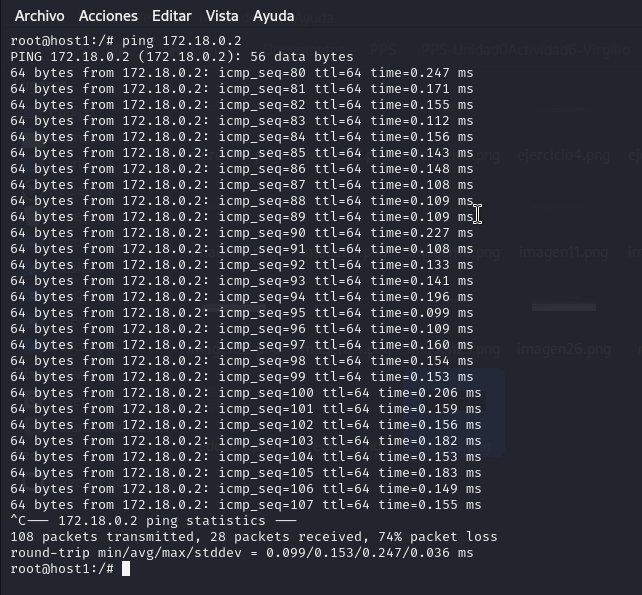 Archivo Acciones Editar Vista Ayuda
root@host1:/# ping 172.18.0.2
PING 172.18.0.2 (172.18.0.2): 56 data bytes
64 bytes from 172.18.0.2: icmp_seq=80 ttl=64 time=0.247 ms
64 bytes from 172.18.0.2: icmp_seq=81 ttl=64 time=0.171 ms
64 bytes from 172.18.0.2: icmp_seq=82 ttl=64 time=0.155 ms
64 bytes from 172.18.0.2: icmp_seq=83 ttl=64 time=0.112 ms
64 bytes from 172.18.0.2: icmp_seq=84 ttl=64 time=0.156 ms
64 bytes from 172.18.0.2: icmp_seq=85 ttl=64 time=0.143 ms
64 bytes from 172.18.0.2: icmp_seq=86 ttl=64 time=0.148 ms
64 bytes from 172.18.0.2: icmp_seq=87 ttl=64 time=0.108 ms
64 bytes from 172.18.0.2: icmp_seq=88 ttl=64 time=0.109 ms
64 bytes from 172.18.0.2: icmp_seq=89 ttl=64 time=0.109 ms
64 bytes from 172.18.0.2: icmp_seq=90 ttl=64 time=0.227 ms
64 bytes from 172.18.0.2: icmp_seq=91 ttl=64 time=0.108 ms
64 bytes from 172.18.0.2: icmp_seq=92 ttl=64 time=0.133 ms
64 bytes from 172.18.0.2: icmp_seq=93 ttl=64 time=0.141 ms
64 bytes from 172.18.0.2: icmp_seq=94 ttl=64 time=0.196 ms
64 bytes from 172.18.0.2: icmp_seq=95 ttl=64 time=0.099 ms
64 bytes from 172.18.0.2: icmp_seq=96 ttl=64 time=0.109 ms
64 bytes from 172.18.0.2: icmp_seq=97 ttl=64 time=0.160 ms
64 bytes from 172.18.0.2: icmp_seq=98 ttl=64 time=0.154 ms
64 bytes from 172.18.0.2: icmp_seq=99 ttl=64 time=0.153 ms
64 bytes from 172.18.0.2: icmp_seq=100 ttl=64 time=0.206 ms
64 bytes from 172.18.0.2: icmp_seq=101 ttl=64 time=0.159 ms
64 bytes from 172.18.0.2: icmp_seq=102 ttl=64 time=0.156 ms
64 bytes from 172.18.0.2: icmp_seq=103 ttl=64 time=0.182 ms
64 bytes from 172.18.0.2: icmp_seq=104 ttl=64 time=0.153 ms
64 bytes from 172.18.0.2: icmp_seq=105 ttl=64 time=0.183 ms
64 bytes from 172.18.0.2: icmp_seq=106 ttl=64 time=0.149 ms
64 bytes from 172.18.0.2: icmp_seq=107 ttl=64 time=0.155 ms
^C--- 172.18.0.2 ping statistics ---
108 packets transmitted, 28 packets received, 74% packet loss
round-trip min/avg/max/stddev = 0.099/0.153/0.247/0.036 ms
root@host1:/#
ejercicio4.png
imagen11.png
imagen26.png